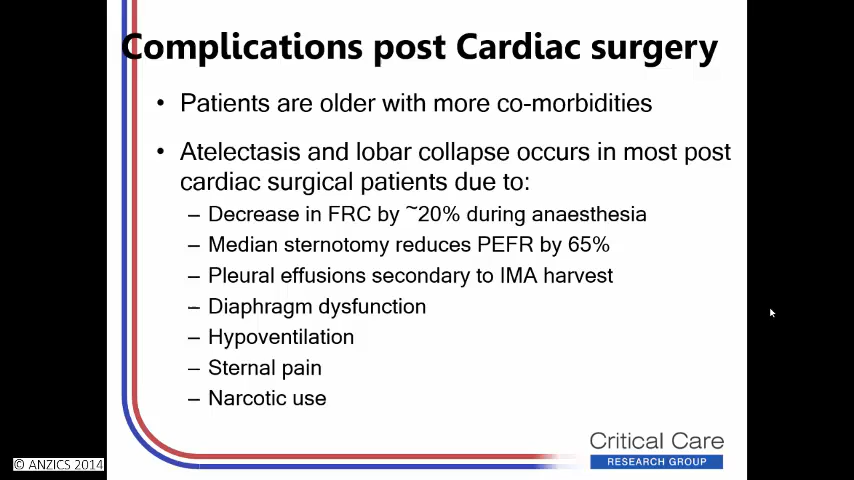 Complications post Cardiac surgery
• Patients are older with more co-morbidities
• Atelectasis and lobar collapse occurs in most post
cardiac surgical patients due to:
– Decrease in FRC by ~20% during anaesthesia
– Median sternotomy reduces PEFR by 65%
– Pleural effusions secondary to IMA harvest
– Diaphragm dysfunction
– Hypoventilation
– Sternal pain
– Narcotic use
Critical Care
RESEARCH GROUP
© ANZICS 2014